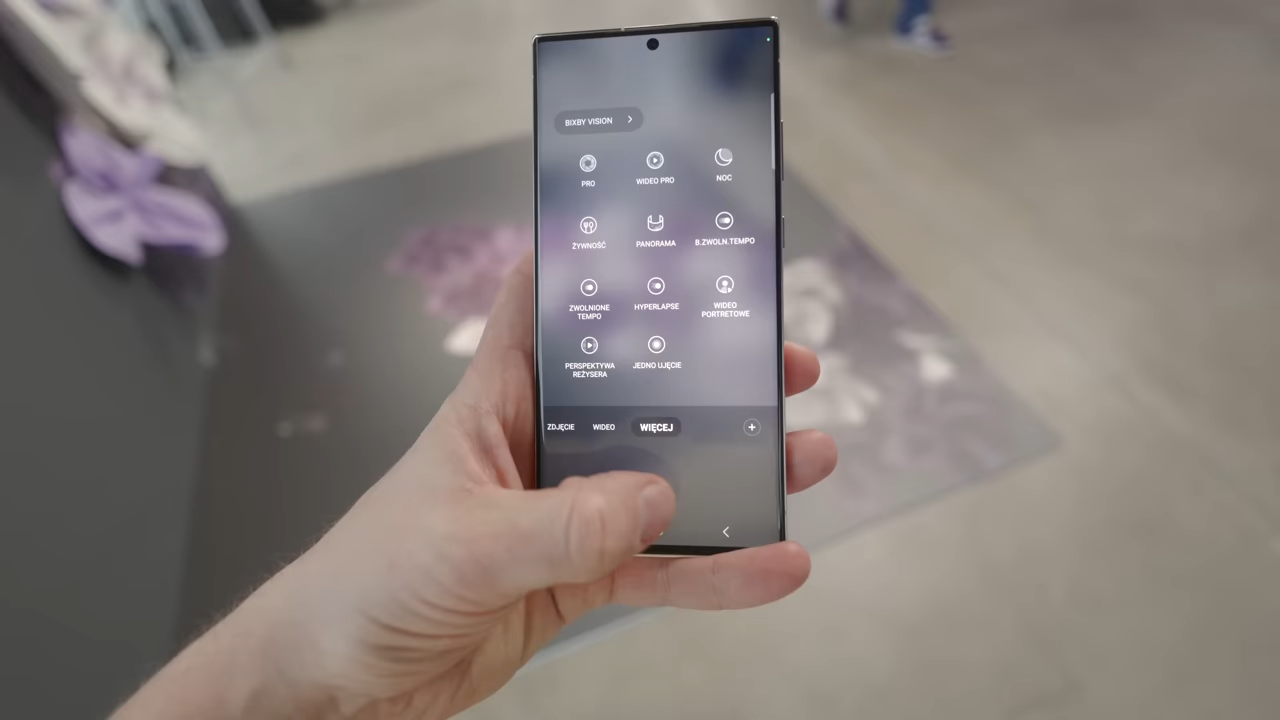 BIXBY VISION
PRO
WIDEO PRO
NOC
ŻYWNOŚĆ
PANORAMA
B.ZWOLN.TEMPO
ZWOLNIONE
TEMPO
HYPERLAPSE
WIDEO
PORTRETOWE
PERSPEKTYWA
REŻYSERA
JEDNO UJĘCIE
ZDJĘCIE WIDEO WIĘCEJ